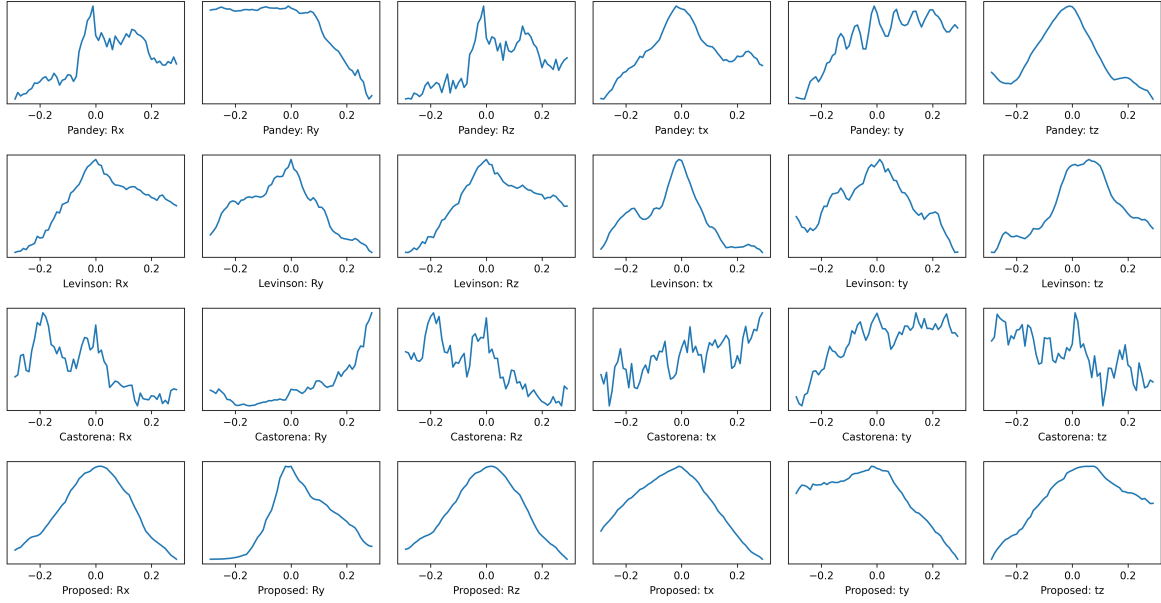 −0.2 0.0 0.2 −0.2 0.0 0.2 −0.2 0.0 0.2 −0.2 0.0 0.2 −0.2 0.0 0.2 −0.2 0.0 0.2
Pandey: Rx Pandey: Ry Pandey: Rz Pandey: tx Pandey: ty Pandey: tz
−0.2 0.0 0.2 −0.2 0.0 0.2 −0.2 0.0 0.2 −0.2 0.0 0.2 −0.2 0.0 0.2 −0.2 0.0 0.2
Levinson: Rx Levinson: Ry Levinson: Rz Levinson: tx Levinson: ty Levinson: tz
−0.2 0.0 0.2 −0.2 0.0 0.2 −0.2 0.0 0.2 −0.2 0.0 0.2 −0.2 0.0 0.2 −0.2 0.0 0.2
Castorena: Rx Castorena: Ry Castorena: Rz Castorena: tx Castorena: ty Castorena: tz
−0.2 0.0 0.2 −0.2 0.0 0.2 −0.2 0.0 0.2 −0.2 0.0 0.2 −0.2 0.0 0.2 −0.2 0.0 0.2
Proposed: Rx Proposed: Ry Proposed: Rz Proposed: tx Proposed: ty Proposed: tz